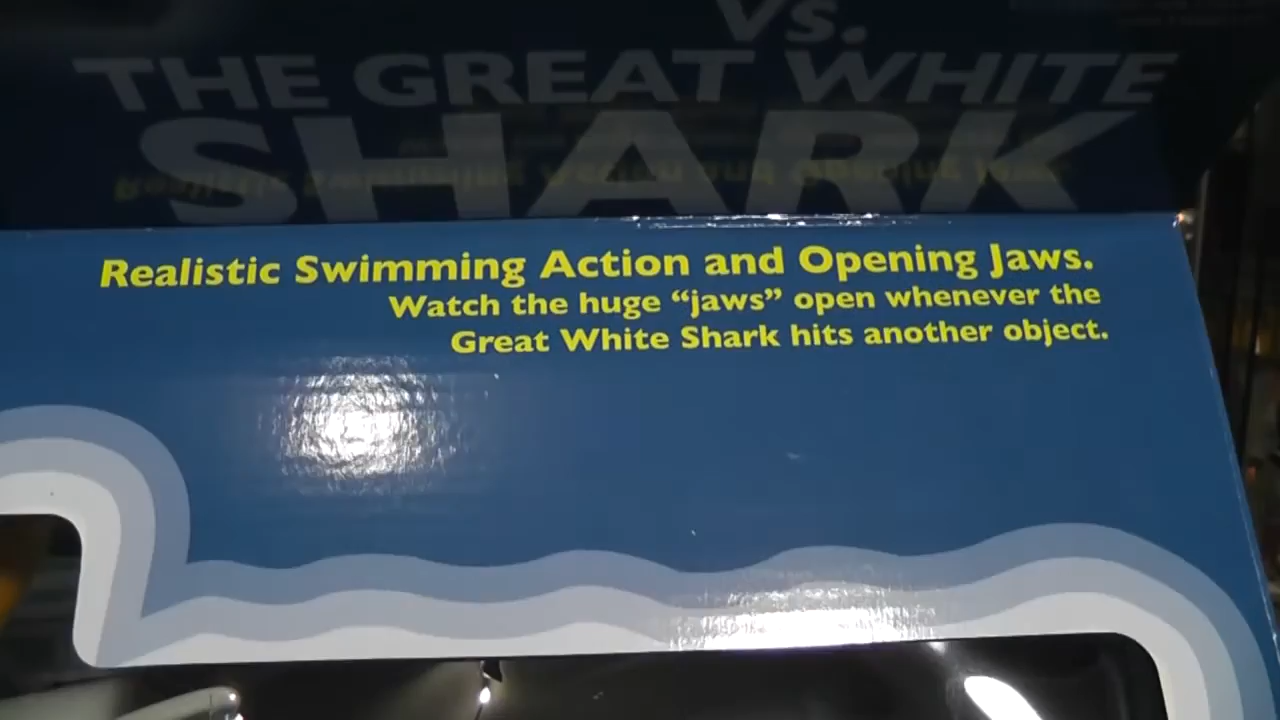 Vs.
THE GREAT WHITE
SHARK
Realistic Swimming Action and Opening Jaws.
Watch the huge “jaws” open whenever the
Great White Shark hits another object.